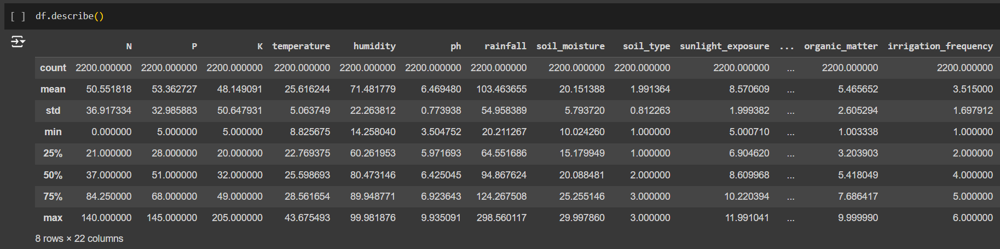 [ ] df.describe()
N P K temperature humidity ph rainfall soil_moisture soil_type sunlight_exposure ... organic_matter irrigation_frequency
count 2200.000000 2200.000000 2200.000000 2200.000000 2200.000000 2200.000000 2200.000000 2200.000000 2200.000000 2200.000000 ... 2200.000000 2200.000000
mean 50.551818 53.362727 48.149091 25.616244 71.481779 6.469480 103.463655 20.151388 1.991364 8.570609 ... 5.465652 3.515000
std 36.917334 32.985883 50.647931 5.063749 22.263812 0.773938 54.958389 5.793720 0.812263 1.999382 ... 2.605294 1.697912
min 0.000000 5.000000 5.000000 8.825675 14.258040 3.504752 20.211267 10.024260 1.000000 5.000710 ... 1.003338 1.000000
25% 21.000000 28.000000 20.000000 22.769375 60.261953 5.971693 64.551686 15.179949 1.000000 6.904620 ... 3.203903 2.000000
50% 37.000000 51.000000 32.000000 25.598693 80.473146 6.425045 94.867624 20.088481 2.000000 8.609968 ... 5.418049 4.000000
75% 84.250000 68.000000 49.000000 28.561654 89.948771 6.923643 124.267508 25.255146 3.000000 10.220394 ... 7.686417 5.000000
max 140.000000 145.000000 205.000000 43.675493 99.981876 9.935091 298.560117 29.997860 3.000000 11.991041 ... 9.999990 6.000000
8 rows × 22 columns